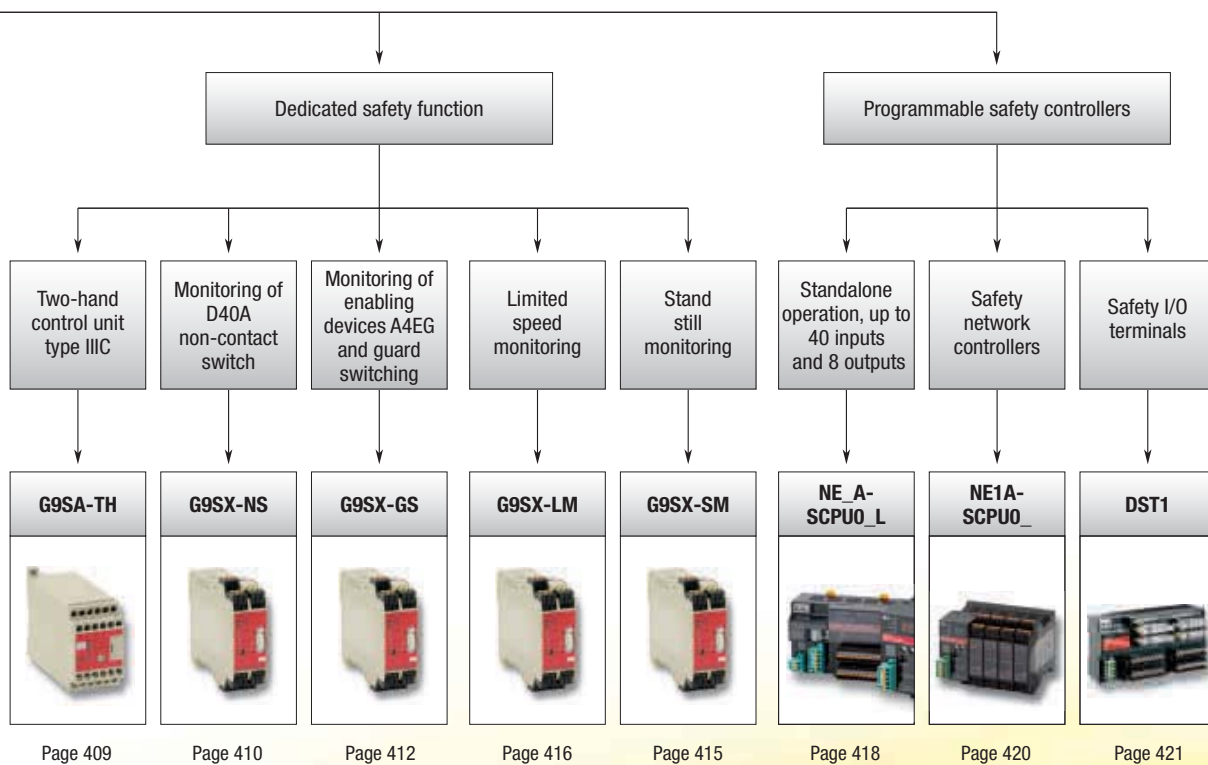 Dedicated safety function
Programmable safety controllers
Two-hand
control unit
type IIIC
Monitoring of
D40A
non-contact
switch
Monitoring of
enabling
devices A4EG
and guard
switching
Limited
speed
monitoring
Stand
still
monitoring
Standalone
operation, up to
40 inputs
and 8 outputs
Safety
network
controllers
Safety I/O
terminals
G9SA-TH
G9SX-NS
G9SX-GS
G9SX-LM
G9SX-SM
NE_A-
SCPU0_L
NE1A-
SCPU0_
DST1
Page 409
Page 410
Page 412
Page 416
Page 415
Page 418
Page 420
Page 421